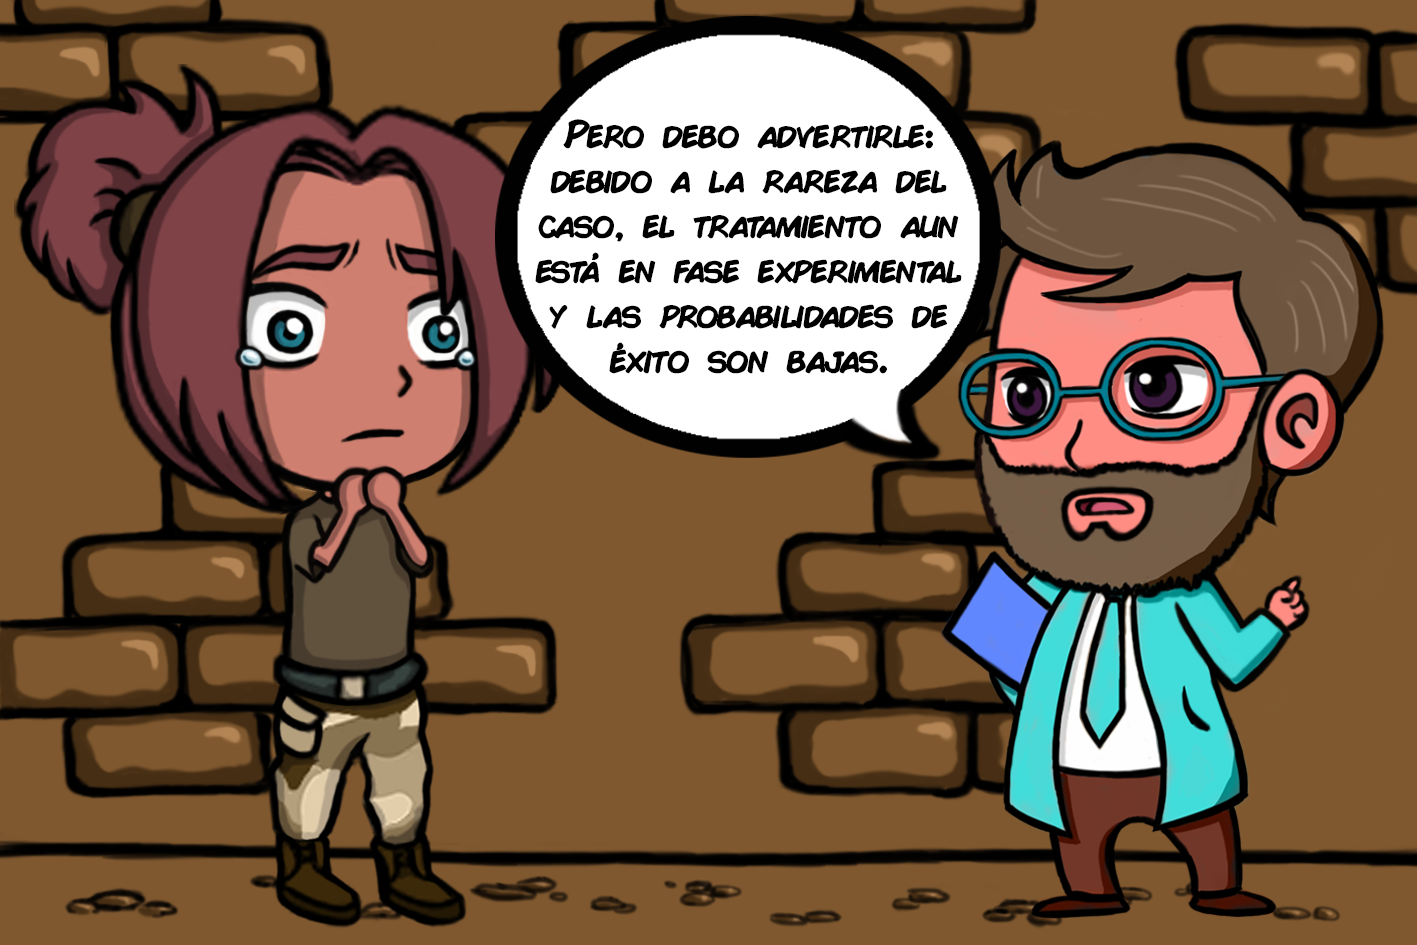 PERO DEBO ADVERTIRLE:
DEBIDO A LA RAREZA DEL
CASO, EL TRATAMIENTO AUN
ESTÁ EN FASE EXPERIMENTAL
Y LAS PROBABILIDADES DE
ÉXITO SON BAJAS.